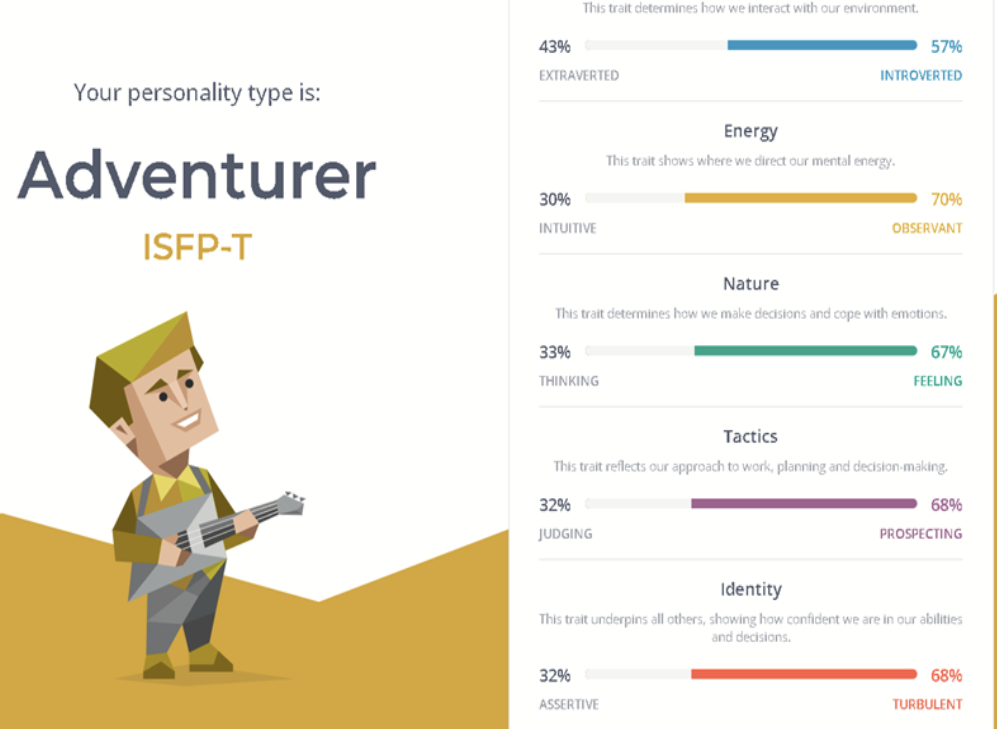 Your personality type is:
Adventurer
ISFP-T
This trait determines how we interact with our environment.
43% 57%
EXTRAVERTED INTROVERTED
Energy
This trait shows where we direct our mental energy.
30% 70%
INTUITIVE OBSERVANT
Nature
This trait determines how we make decisions and cope with emotions.
33% 67%
THINKING FEELING
Tactics
This trait reflects our approach to work, planning and decision-making.
32% 68%
JUDGING PROSPECTING
Identity
This trait underpins all others, showing how confident we are in our abilities
and decisions.
32% 68%
ASSERTIVE TURBULENT